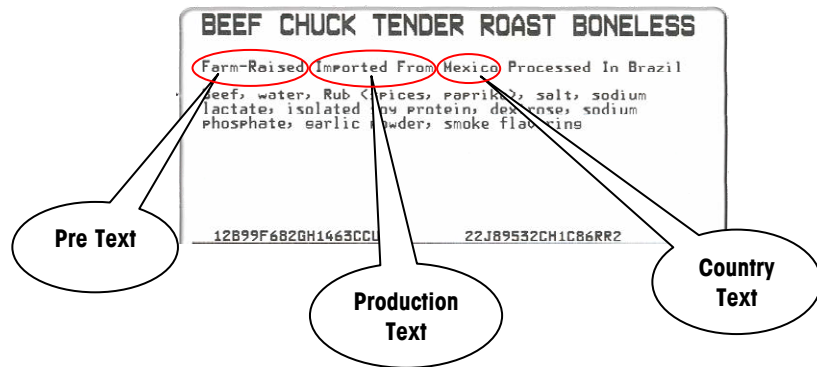 BEEF CHUCK TENDER ROAST BONELESS
Farm-Raised Imported From Mexico Processed In Brazil
Beef, water, Rub (spices, paprika), salt, sodium
lactate, isolated soy protein, dextrose, sodium
phosphate, garlic powder, smoke flavoring
12B99F682GH1463CCU 22J89532CH1C86RR2
Pre Text
Production
Text
Country
Text